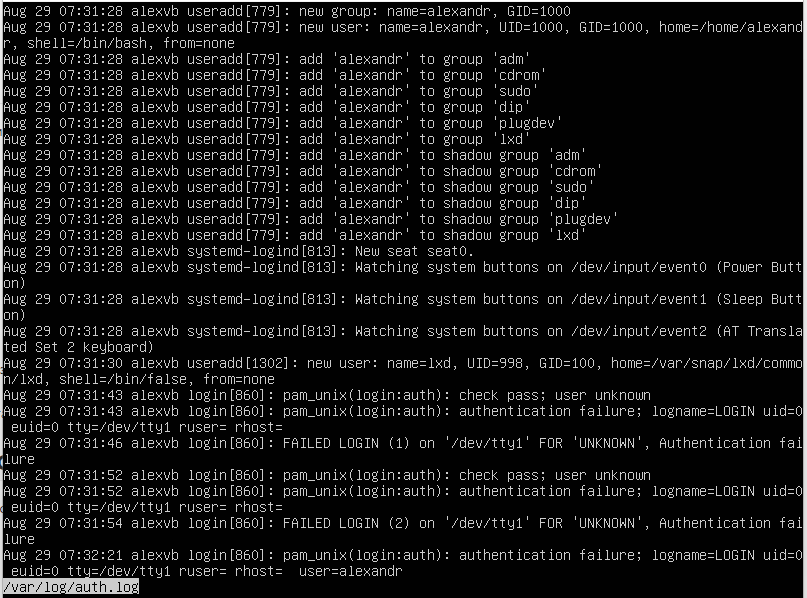 Aug 29 07:31:28 alexvb useradd[779]: new group: name=alexandr, GID=1000
Aug 29 07:31:28 alexvb useradd[779]: new user: name=alexandr, UID=1000, GID=1000, home=/home/alexand
r, shell=/bin/bash, from=none
Aug 29 07:31:28 alexvb useradd[779]: add 'alexandr' to group 'adm'
Aug 29 07:31:28 alexvb useradd[779]: add 'alexandr' to group 'cdrom'
Aug 29 07:31:28 alexvb useradd[779]: add 'alexandr' to group 'sudo'
Aug 29 07:31:28 alexvb useradd[779]: add 'alexandr' to group 'dip'
Aug 29 07:31:28 alexvb useradd[779]: add 'alexandr' to group 'plugdev'
Aug 29 07:31:28 alexvb useradd[779]: add 'alexandr' to group 'lxd'
Aug 29 07:31:28 alexvb useradd[779]: add 'alexandr' to shadow group 'adm'
Aug 29 07:31:28 alexvb useradd[779]: add 'alexandr' to shadow group 'cdrom'
Aug 29 07:31:28 alexvb useradd[779]: add 'alexandr' to shadow group 'sudo'
Aug 29 07:31:28 alexvb useradd[779]: add 'alexandr' to shadow group 'dip'
Aug 29 07:31:28 alexvb useradd[779]: add 'alexandr' to shadow group 'plugdev'
Aug 29 07:31:28 alexvb useradd[779]: add 'alexandr' to shadow group 'lxd'
Aug 29 07:31:28 alexvb systemd-logind[813]: New seat seat0.
Aug 29 07:31:28 alexvb systemd-logind[813]: Watching system buttons on /dev/input/event0 (Power Butt
on)
Aug 29 07:31:28 alexvb systemd-logind[813]: Watching system buttons on /dev/input/event1 (Sleep Butt
on)
Aug 29 07:31:28 alexvb systemd-logind[813]: Watching system buttons on /dev/input/event2 (AT Transla
ted Set 2 keyboard)
Aug 29 07:31:30 alexvb useradd[1302]: new user: name=lxd, UID=998, GID=100, home=/var/snap/lxd/commo
n/lxd, shell=/bin/false, from=none
Aug 29 07:31:43 alexvb login[860]: pam_unix(login:auth): check pass; user unknown
Aug 29 07:31:43 alexvb login[860]: pam_unix(login:auth): authentication failure; logname=LOGIN uid=0
 euid=0 tty=/dev/tty1 ruser= rhost=
Aug 29 07:31:46 alexvb login[860]: FAILED LOGIN (1) on '/dev/tty1' FOR 'UNKNOWN', Authentication fai
lure
Aug 29 07:31:52 alexvb login[860]: pam_unix(login:auth): check pass; user unknown
Aug 29 07:31:52 alexvb login[860]: pam_unix(login:auth): authentication failure; logname=LOGIN uid=0
 euid=0 tty=/dev/tty1 ruser= rhost=
Aug 29 07:31:54 alexvb login[860]: FAILED LOGIN (2) on '/dev/tty1' FOR 'UNKNOWN', Authentication fai
lure
Aug 29 07:32:21 alexvb login[860]: pam_unix(login:auth): authentication failure; logname=LOGIN uid=0
 euid=0 tty=/dev/tty1 ruser= rhost=  user=alexandr
/var/log/auth.log